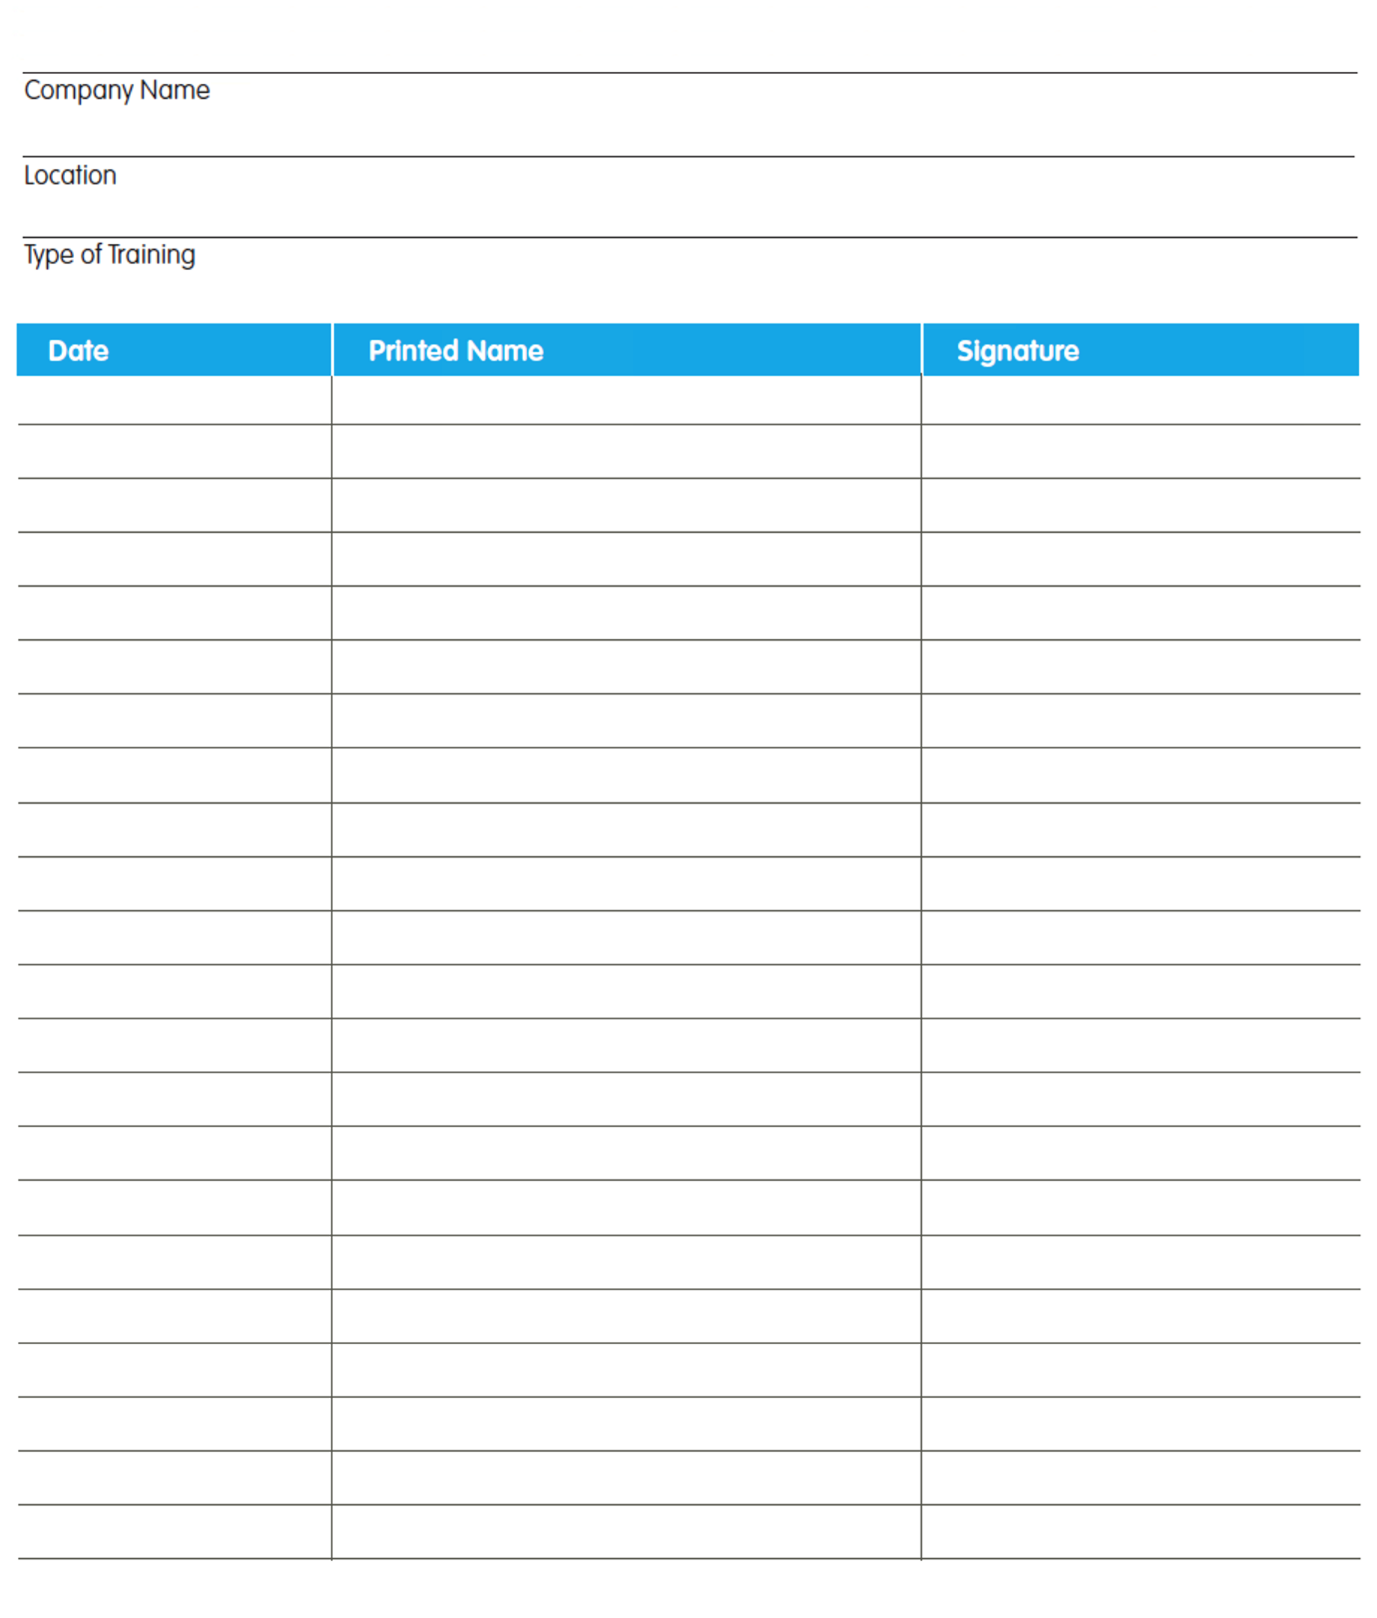 Company Name
Location
Type of Training
Date Printed Name Signature